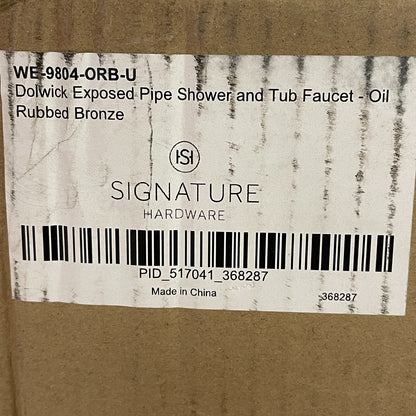 WE-9804-ORB-U
Dolwick Exposed Pipe Shower and Tub Faucet - Oil
Rubbed Bronze
SH
SIGNATURE
HARDWARE
PID_517041_368287
Made in China
368287